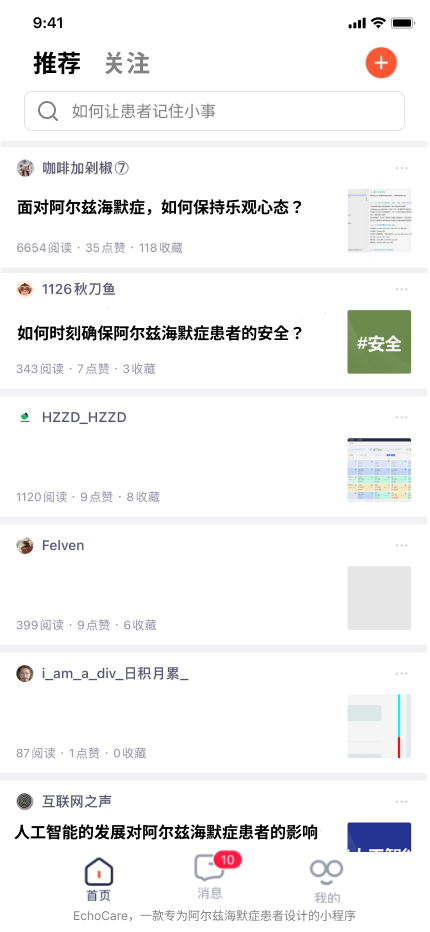 9:41
推荐 关注
如何让患者记住小事
咖啡加剁椒⑦
面对阿尔兹海默症，如何保持乐观心态？
6654阅读 · 35点赞 · 118收藏
1126秋刀鱼
如何时刻确保阿尔兹海默症患者的安全？
#安全
343阅读 · 7点赞 · 3收藏
HZZD_HZZD
1120阅读 · 9点赞 · 8收藏
Felven
399阅读 · 9点赞 · 6收藏
i_am_a_div_日积月累_
87阅读 · 1点赞 · 0收藏
互联网之声
人工智能的发展对阿尔兹海默症患者的影响
10
首页 消息 我的
EchoCare，一款专为阿尔兹海默症患者设计的小程序